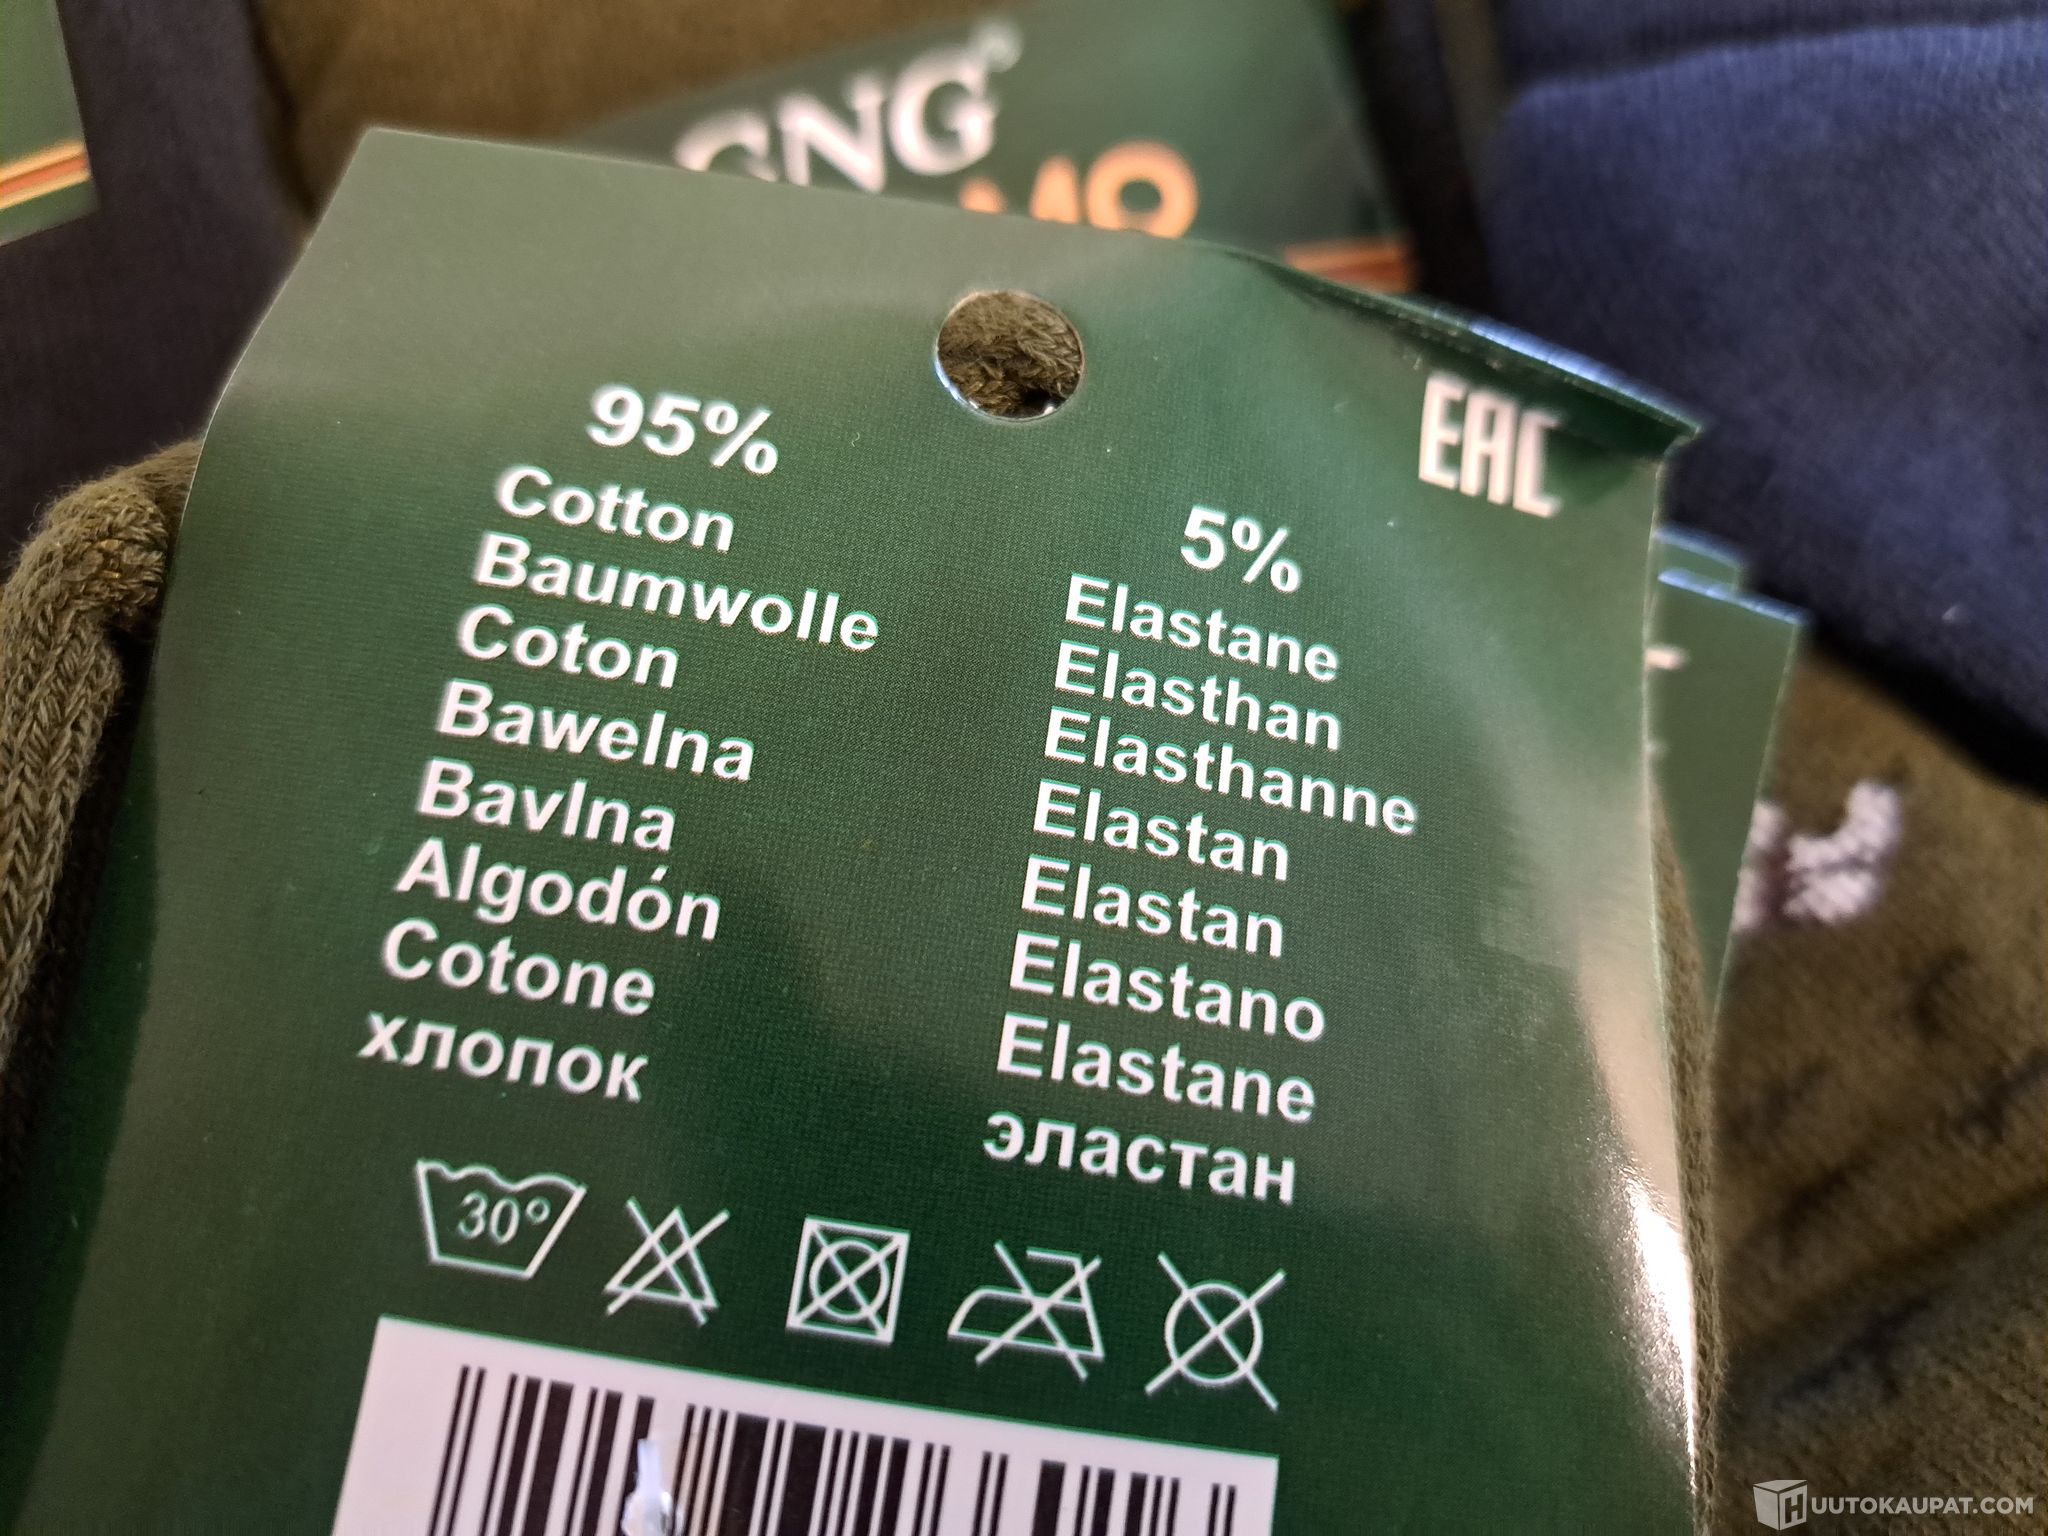 GNG
EAC
95%
Cotton
Baumwolle
Coton
Bawelna
Bavlna
Algodón
Cotone
хлопок
5%
Elastane
Elasthan
Elasthanne
Elastan
Elastan
Elastano
Elastane
эластан
30°
HUUTOKAUPAT.COM